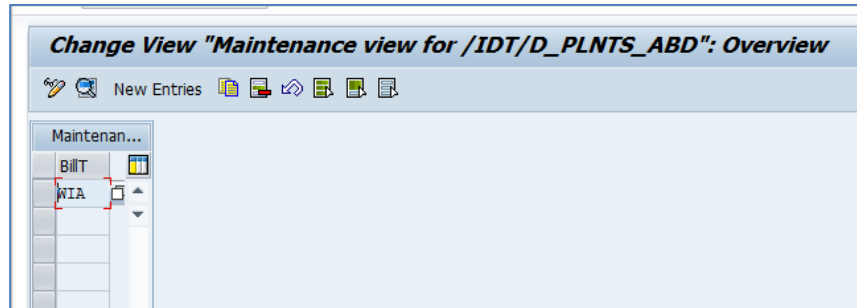 Change View "Maintenance view for /IDT/D_PLNTS_ABD": Overview
New Entries
Maintenan...
BillT
WIA